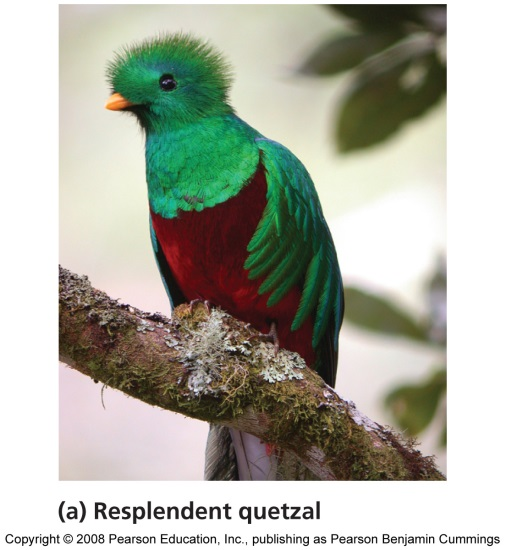 (a) Resplendent quetzal
Copyright © 2008 Pearson Education, Inc., publishing as Pearson Benjamin Cummings